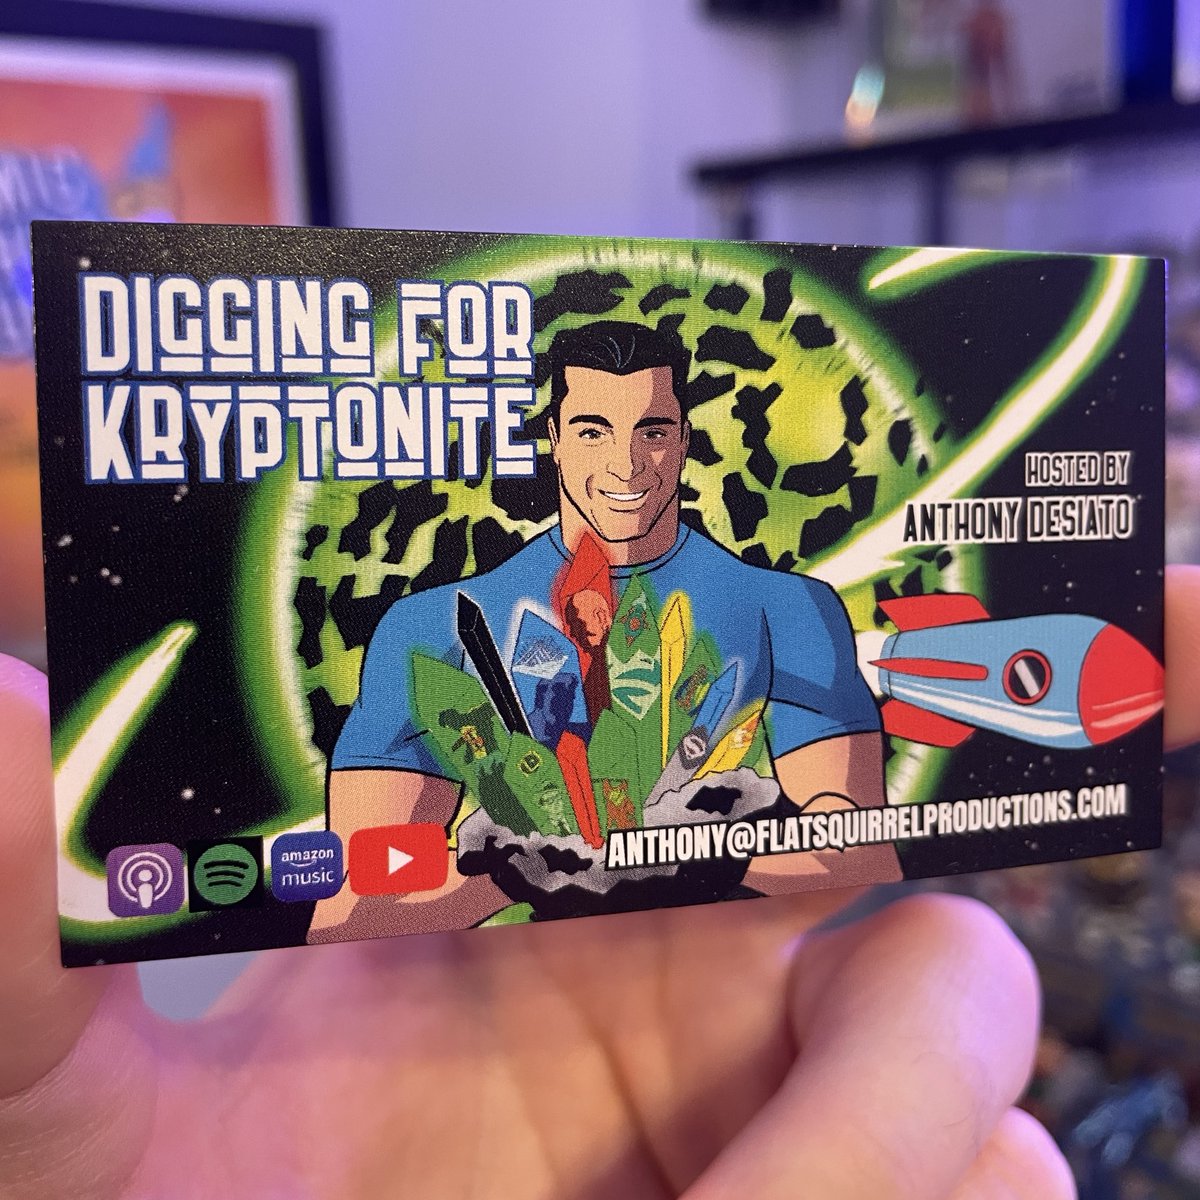 DIGGING FOR
KRYPTONITE
HOSTED BY
ANTHONY DESIATO
ANTHONY@FLATSQUIRRELPRODUCTIONS.COM
amazon
music